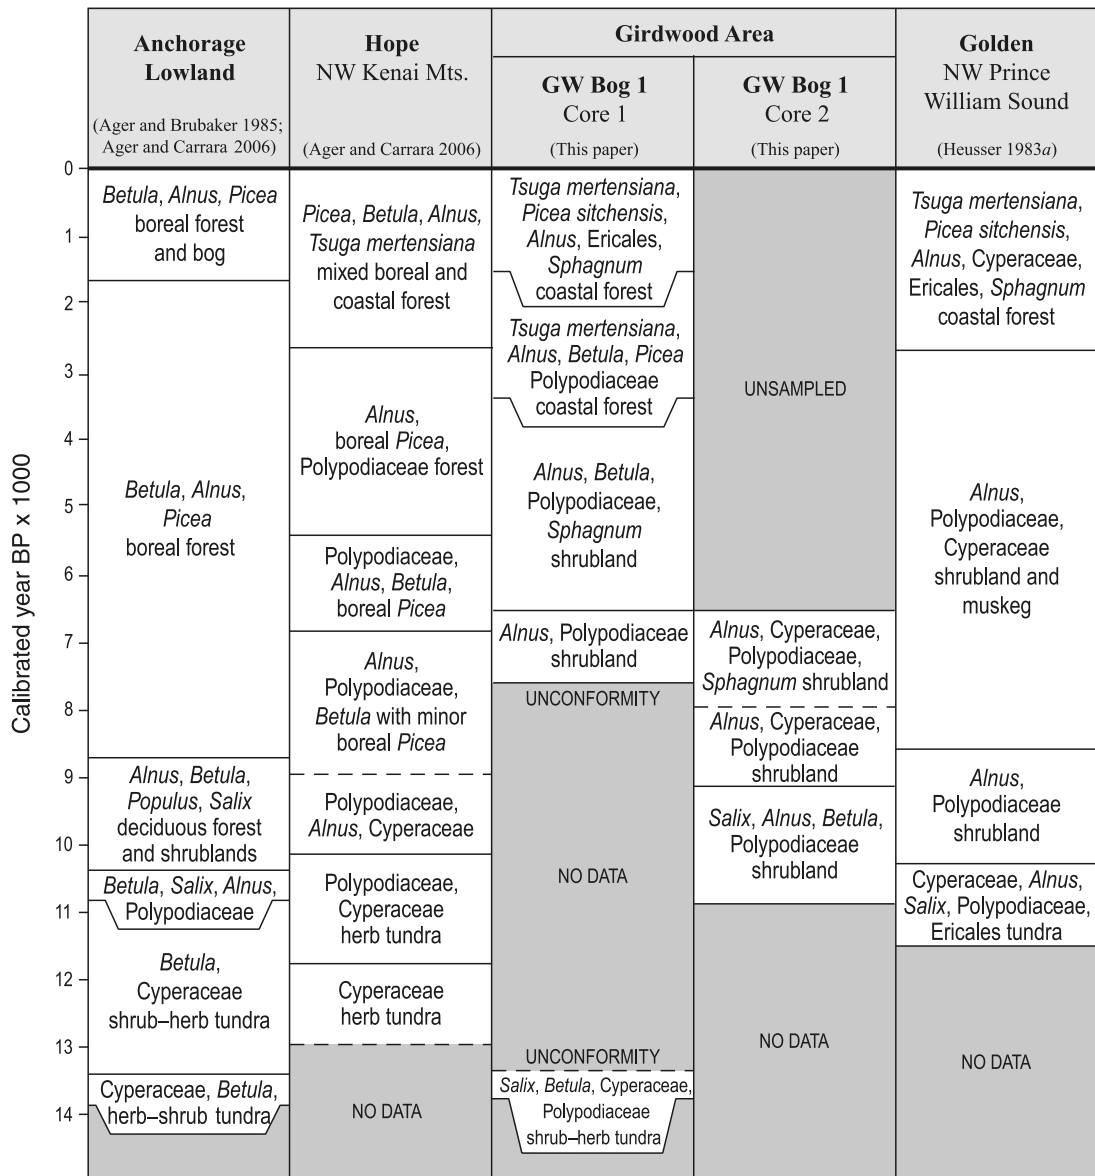 Anchorage
Lowland
(Ager and Brubaker 1985;
Ager and Carrara 2006)
Hope
NW Kenai Mts.
(Ager and Carrara 2006)
Girdwood Area
GW Bog 1
Core 1
(This paper)
GW Bog 1
Core 2
(This paper)
Golden
NW Prince
William Sound
(Heusser 1983a)
Calibrated year BP x 1000
0
1
2
3
4
5
6
7
8
9
10
11
12
13
14
Betula, Alnus, Picea
boreal forest
and bog
Betula, Alnus,
Picea
boreal forest
Alnus, Betula,
Populus, Salix
deciduous forest
and shrublands
Betula, Salix, Alnus,
Polypodiaceae
Betula,
Cyperaceae
shrub–herb tundra
Cyperaceae, Betula,
herb–shrub tundra
Picea, Betula, Alnus,
Tsuga mertensiana
mixed boreal and
coastal forest
Alnus,
boreal Picea,
Polypodiaceae forest
Polypodiaceae,
Alnus, Betula,
boreal Picea
Alnus,
Polypodiaceae,
Betula with minor
boreal Picea
Polypodiaceae,
Alnus, Cyperaceae
Polypodiaceae,
Cyperaceae
herb tundra
Cyperaceae
herb tundra
NO DATA
Tsuga mertensiana,
Picea sitchensis,
Alnus, Ericales,
Sphagnum
coastal forest
Tsuga mertensiana,
Alnus, Betula, Picea
Polypodiaceae
coastal forest
Alnus, Betula,
Polypodiaceae,
Sphagnum
shrubland
Alnus, Polypodiaceae
shrubland
UNCONFORMITY
NO DATA
UNCONFORMITY
Salix, Betula, Cyperaceae,
Polypodiaceae
shrub–herb tundra
UNSAMPLED
Alnus, Cyperaceae,
Polypodiaceae,
Sphagnum shrubland
Alnus, Cyperaceae,
Polypodiaceae
shrubland
Salix, Alnus, Betula,
Polypodiaceae
shrubland
NO DATA
Tsuga mertensiana,
Picea sitchensis,
Alnus, Cyperaceae,
Ericales, Sphagnum
coastal forest
Alnus,
Polypodiaceae,
Cyperaceae
shrubland and
muskeg
Alnus,
Polypodiaceae
shrubland
Cyperaceae, Alnus,
Salix, Polypodiaceae,
Ericales tundra
NO DATA